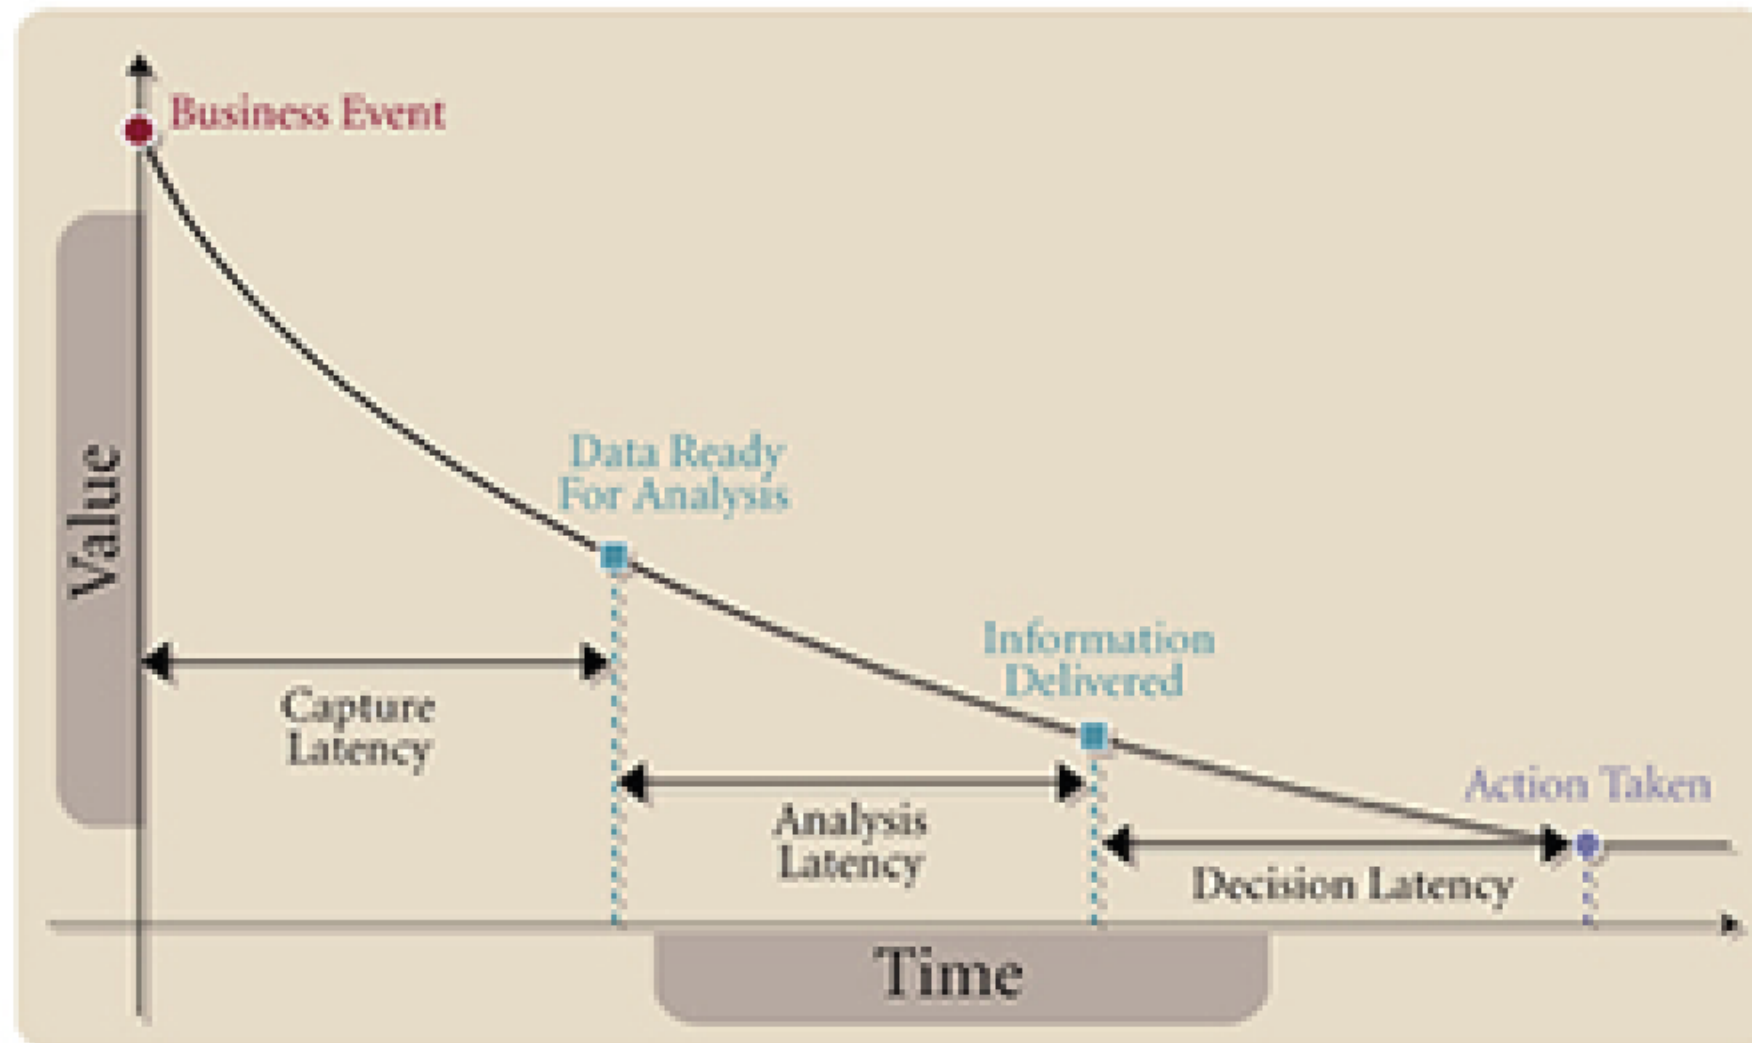 Business Event
Value
Data Ready
For Analysis
Information
Delivered
Capture
Latency
Action Taken
Analysis
Latency
Decision Latency
Time